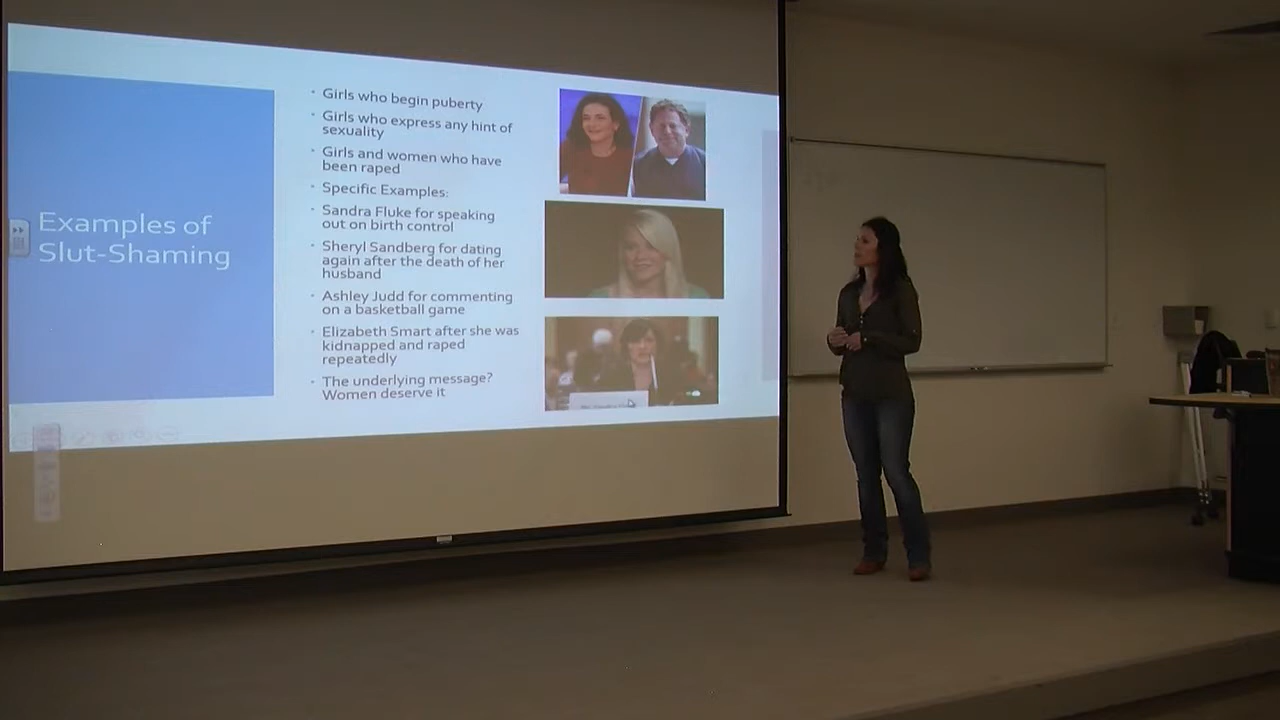 Examples of
Slut-Shaming
Girls who begin puberty
Girls who express any hint of
sexuality
Girls and women who have
been raped
Specific Examples:
Sandra Fluke for speaking
out on birth control
Sheryl Sandberg for dating
again after the death of her
husband
Ashley Judd for commenting
on a basketball game
Elizabeth Smart after she was
kidnapped and raped
repeatedly
The underlying message?
Women deserve it